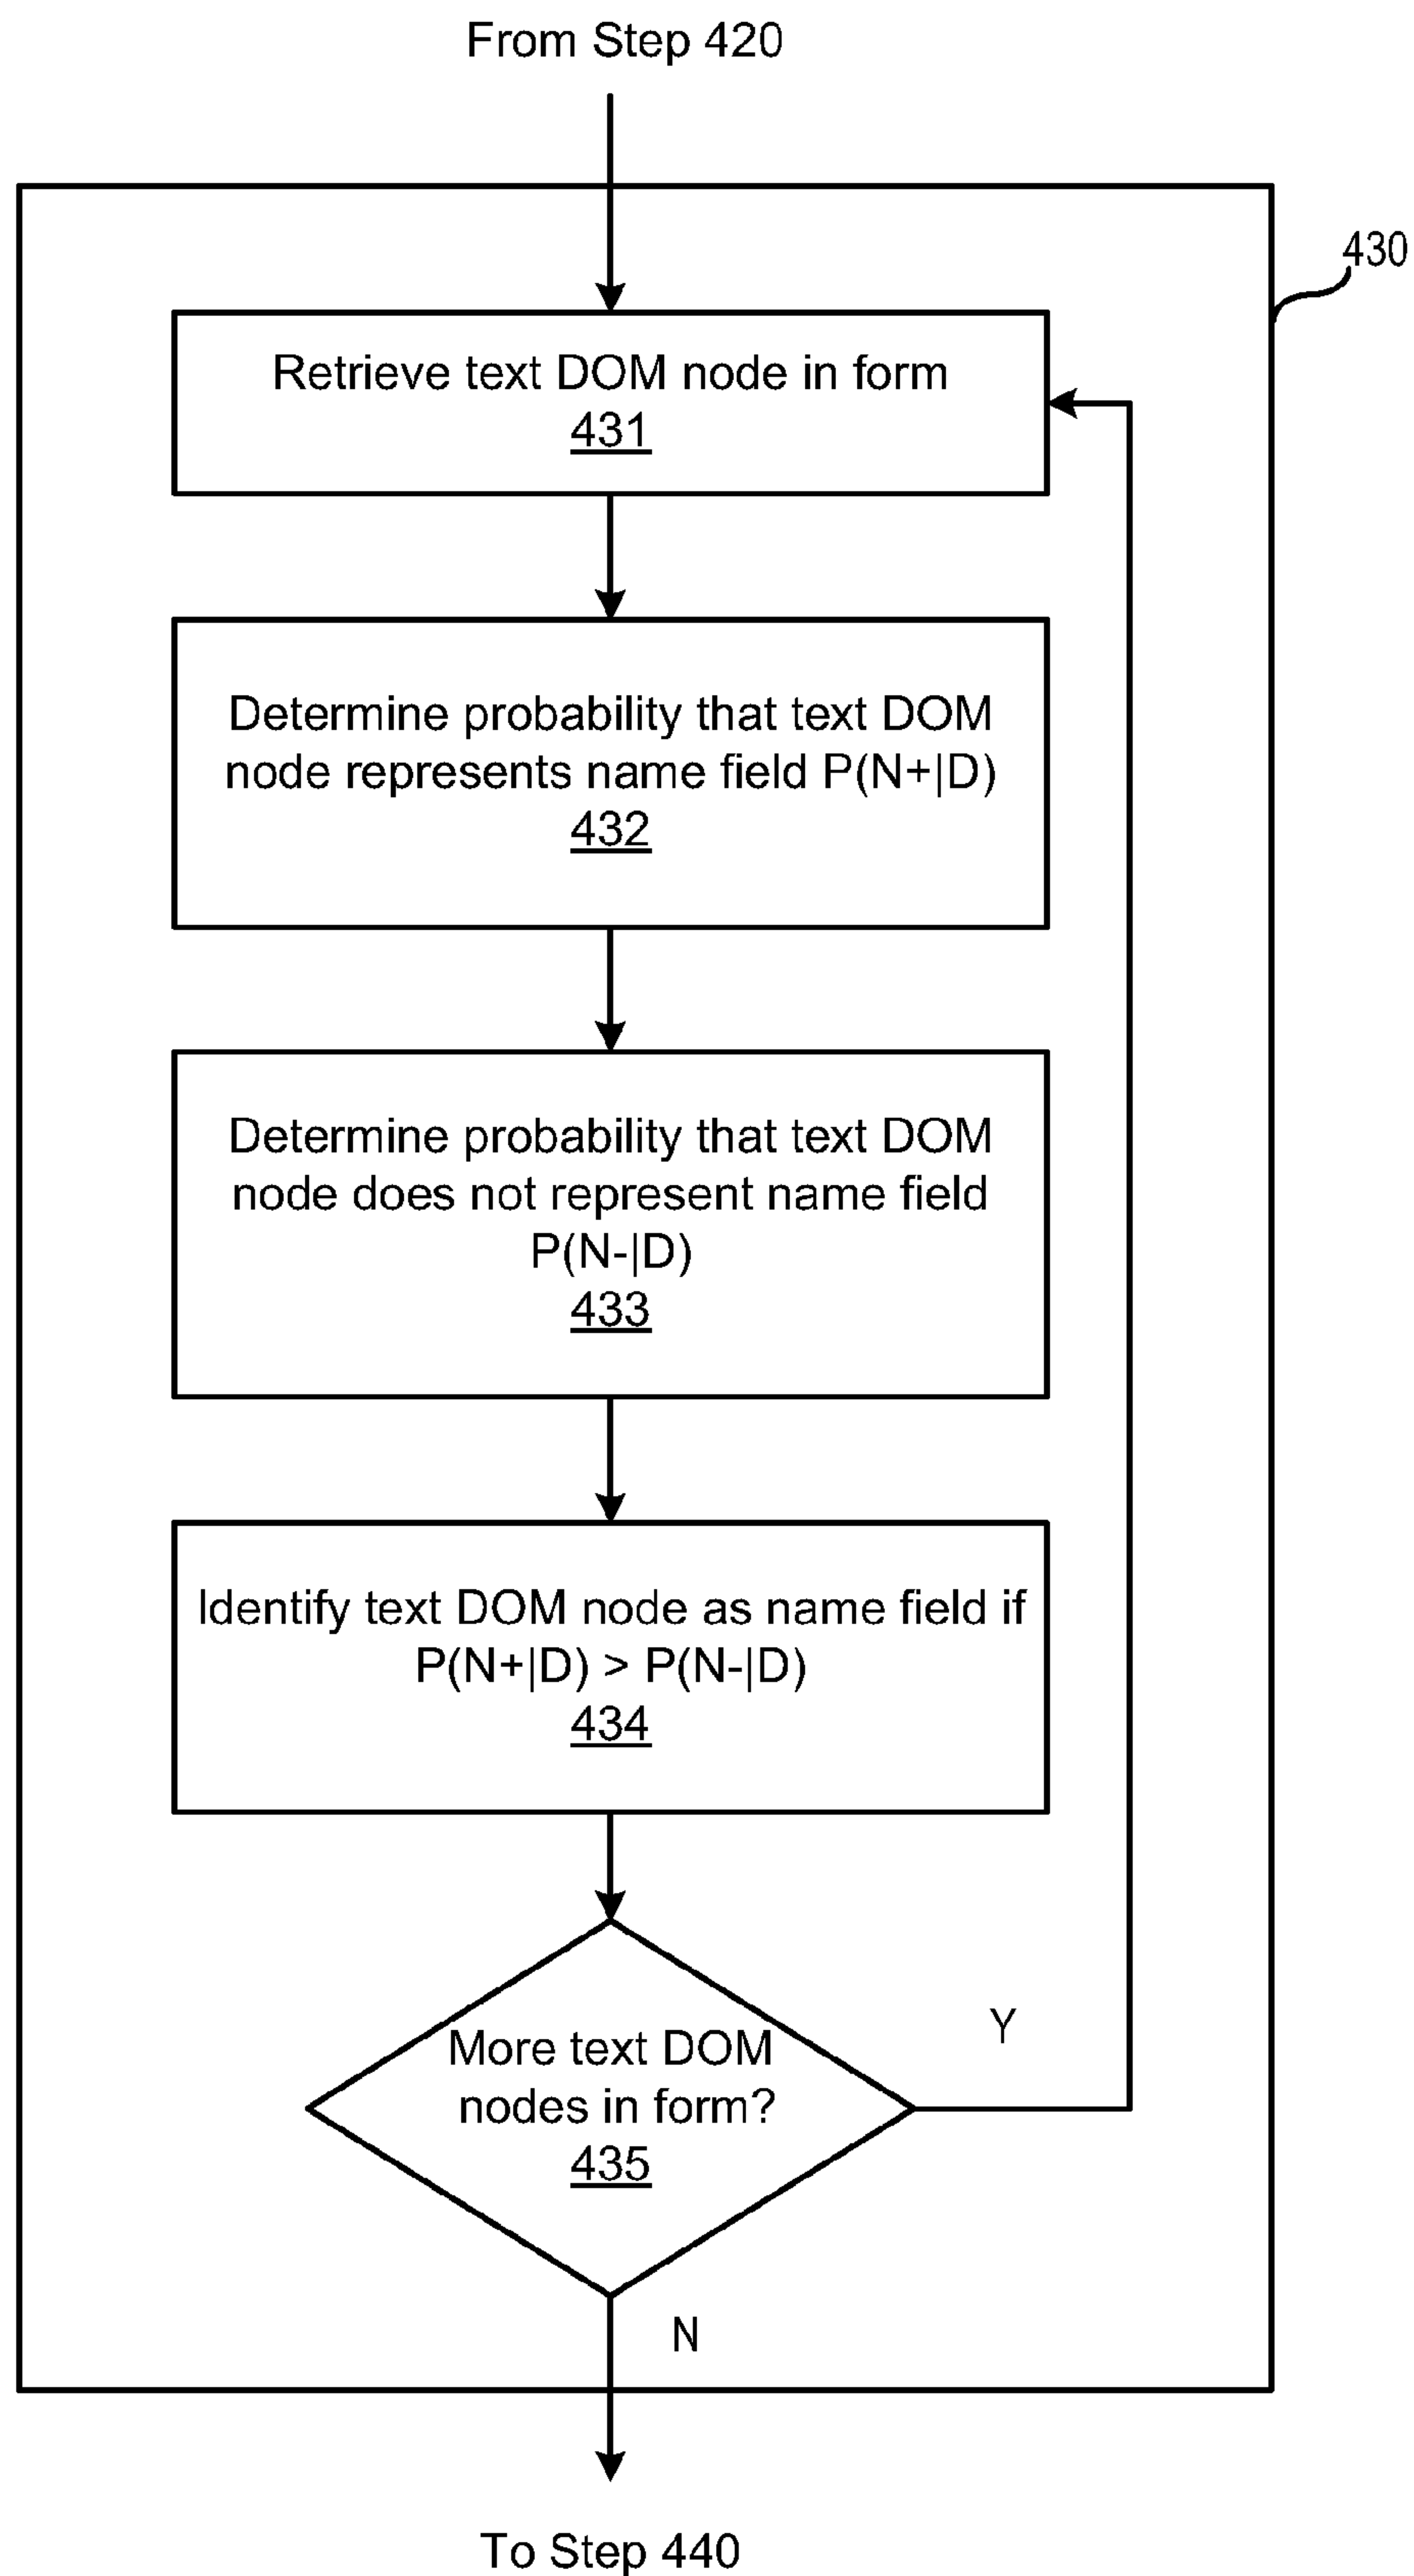 From Step 420
430
Retrieve text DOM node in form
431
Determine probability that text DOM
node represents name field P(N+|D)
432
Determine probability that text DOM
node does not represent name field
P(N-|D)
433
Identify text DOM node as name field if
P(N+|D) > P(N-|D)
434
More text DOM
nodes in form?
435
Y
N
To Step 440